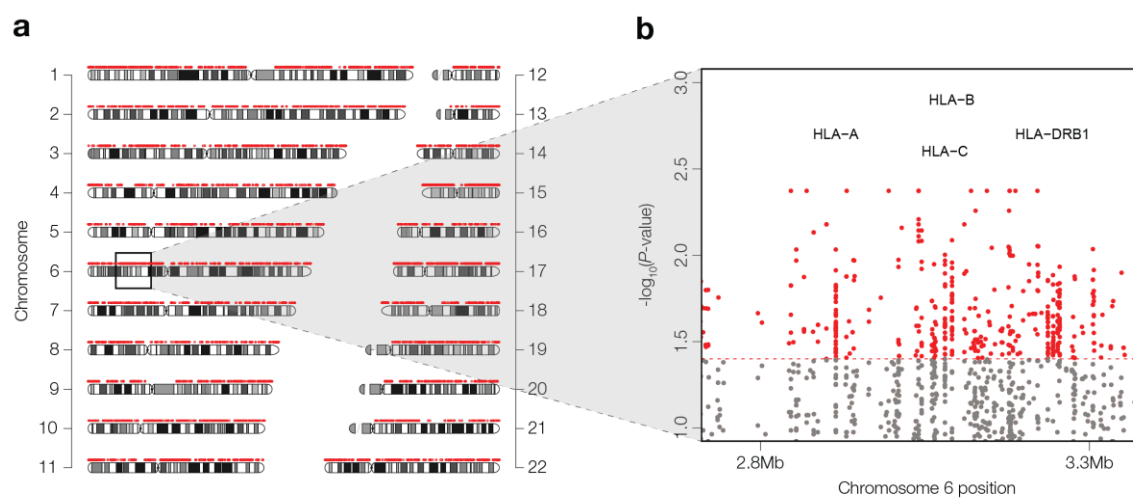 a
Chromosome
1
2
3
4
5
6
7
8
9
10
11
12
13
14
15
16
17
18
19
20
21
22
b
HLA−B
HLA−A
HLA−DRB1
HLA−C
-log10(P-value)
3.0
2.5
2.0
1.5
1.0
2.8Mb
3.3Mb
Chromosome 6 position